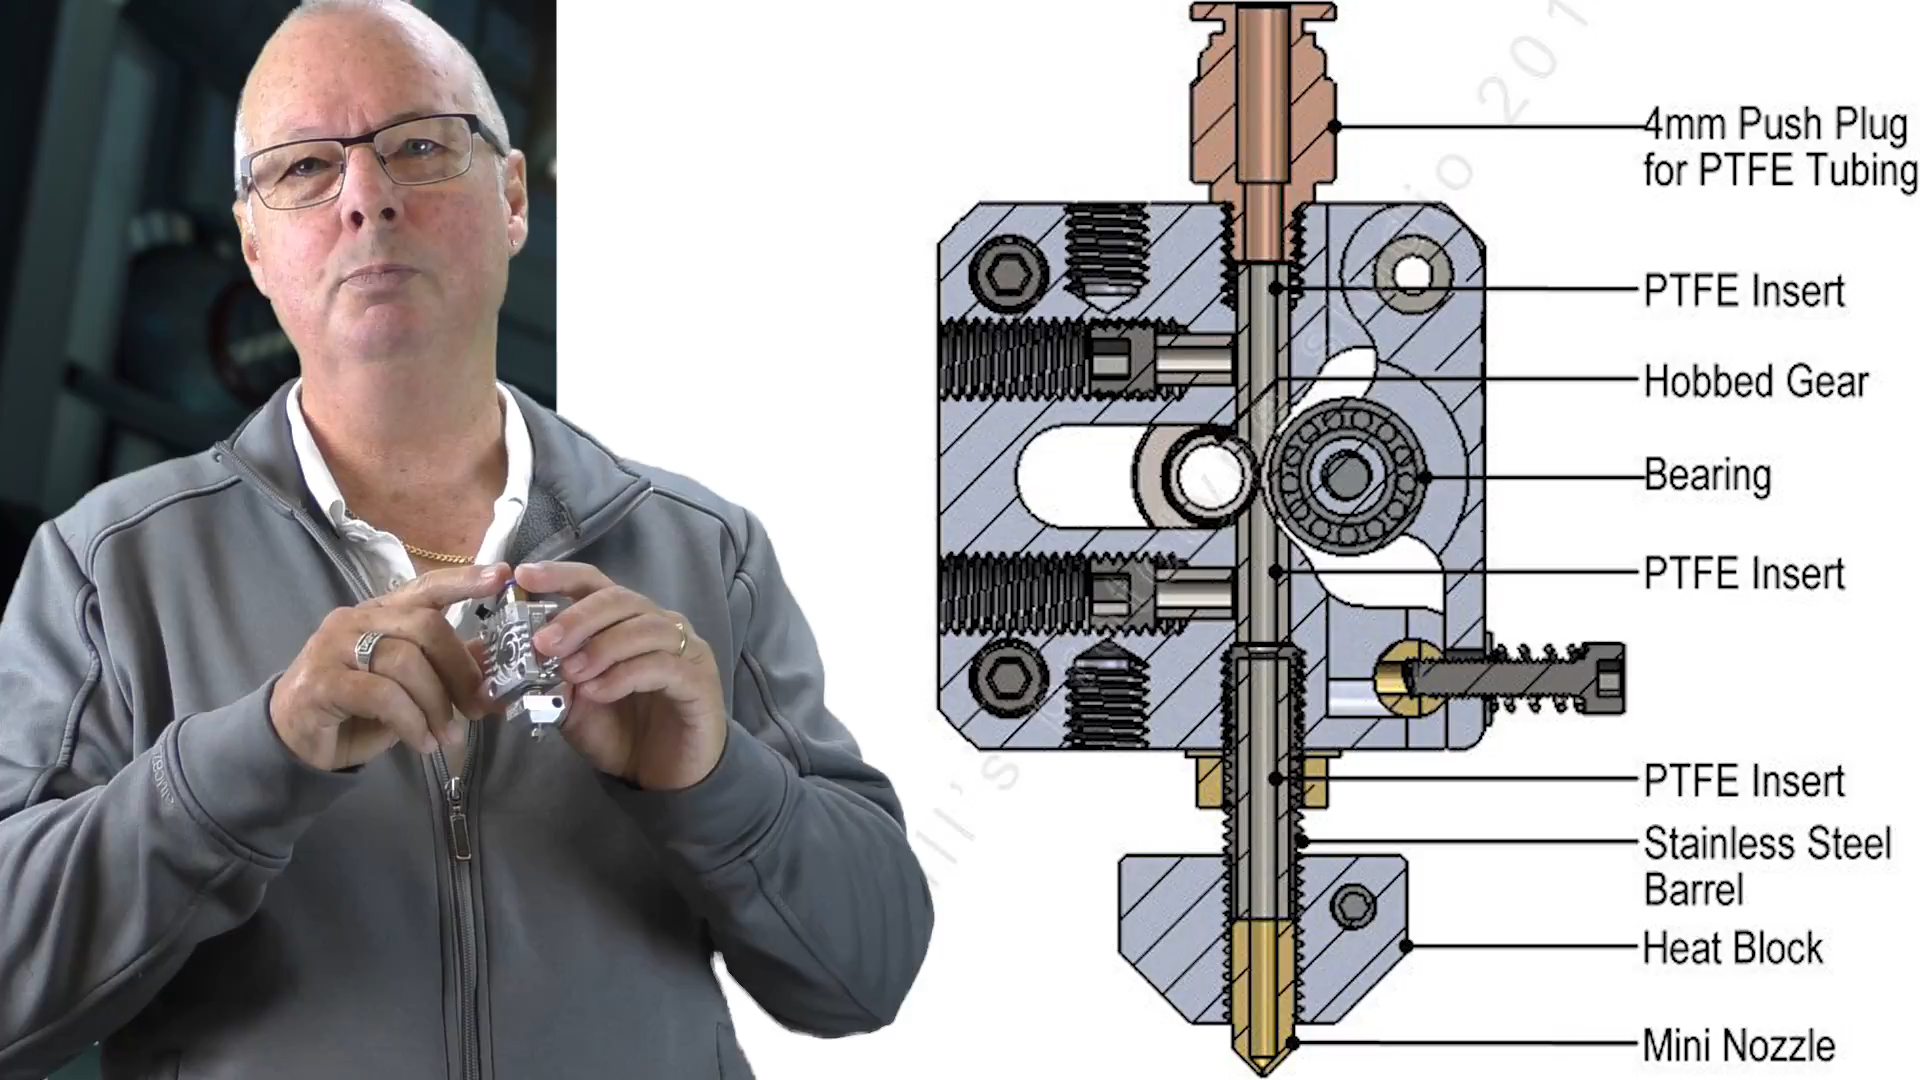 4mm Push Plug
for PTFE Tubing
PTFE Insert
Hobbed Gear
Bearing
PTFE Insert
PTFE Insert
Stainless Steel
Barrel
Heat Block
Mini Nozzle